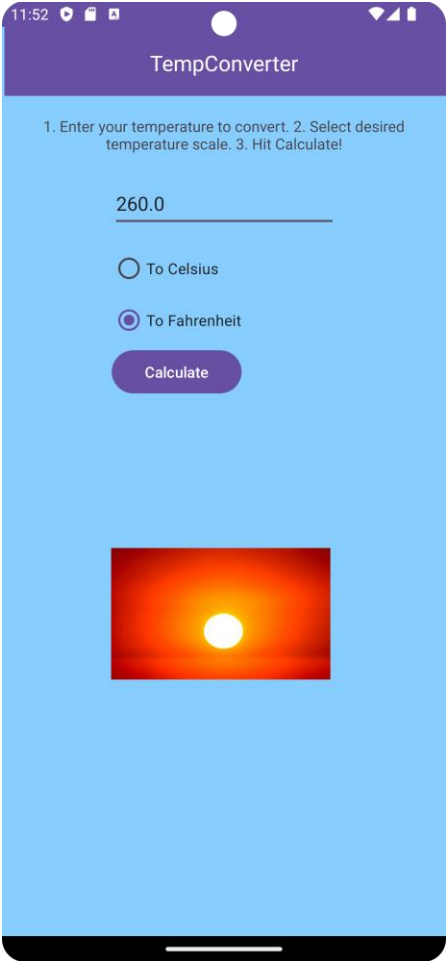 11:52
TempConverter
1. Enter your temperature to convert. 2. Select desired
temperature scale. 3. Hit Calculate!
260.0
To Celsius
To Fahrenheit
Calculate